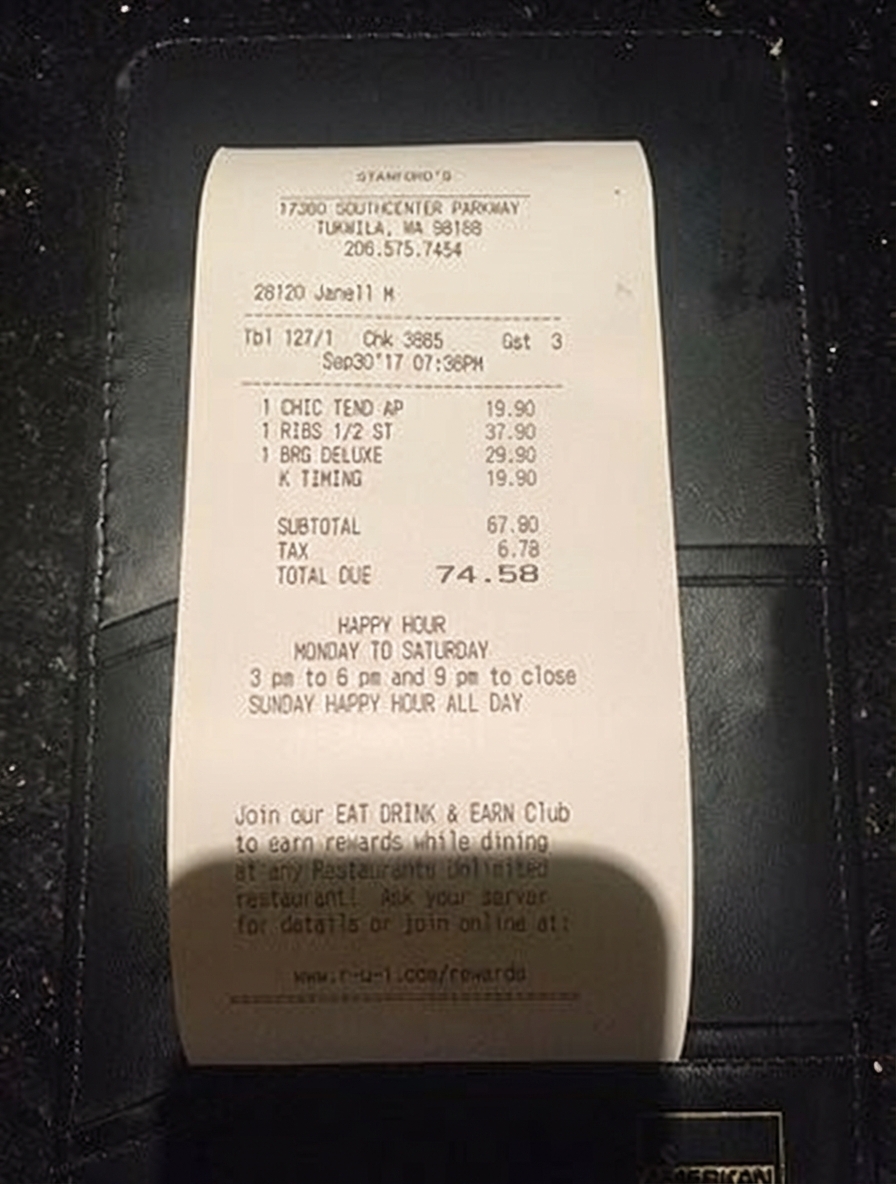 STANFORD'S
17360 SOUTHCENTER PARKWAY
TUKWILA, WA 98188
206.575.7454
28120 Janell M
Tbl 127/1 Chk 3865 Gst 3
Sep30'17 07:36PM
1 CHIC TEND AP 19.90
1 RIBS 1/2 ST 37.90
1 BRG DELUXE 29.90
K TIMING 19.90
SUBTOTAL 67.80
TAX 6.78
TOTAL DUE 74.58
HAPPY HOUR
MONDAY TO SATURDAY
3 pm to 6 pm and 9 pm to close
SUNDAY HAPPY HOUR ALL DAY
Join our EAT DRINK & EARN Club
to earn rewards while dining
at any Restaurants Unlimited
restaurant! Ask your server
for details or join online at:
www.r-u-i.com/rewards
AMERICAN